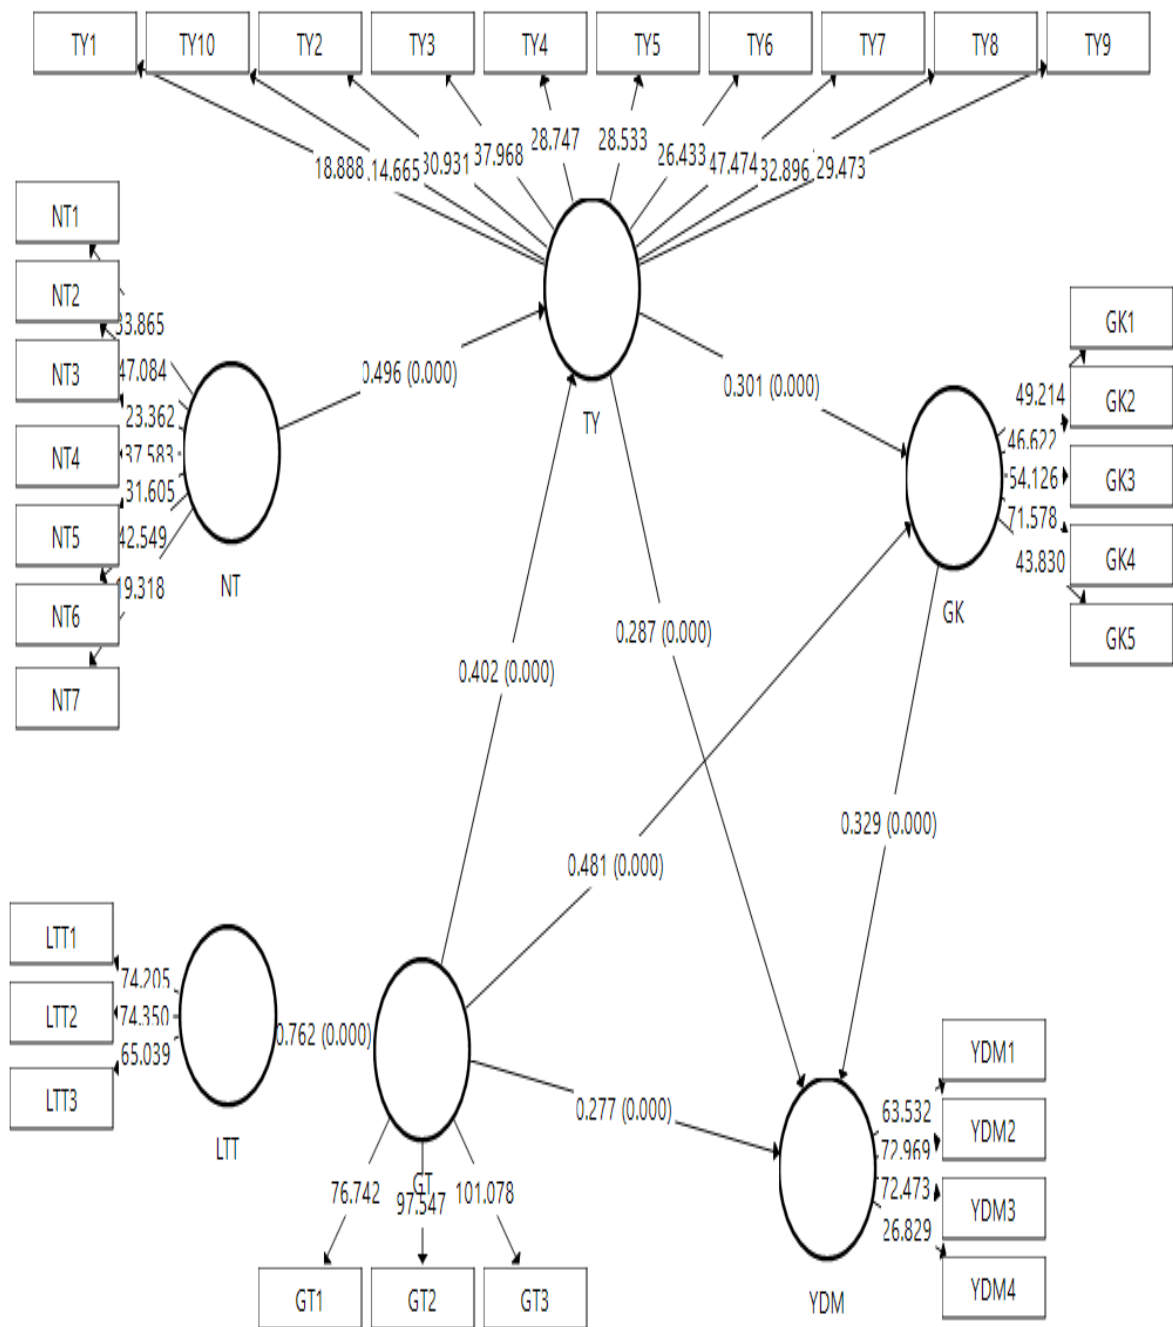 TY1 TY10 TY2 TY3 TY4 TY5 TY6 TY7 TY8 TY9
18.888 14.665 30.931 37.968 28.747 28.533 26.433 47.474 32.896 29.473
NT1
NT2
NT3
NT4
NT5
NT6
NT7
33.865
47.084
23.362
37.583
31.605
42.549
19.318
NT
0.496 (0.000)
TY
0.301 (0.000)
GK1
GK2
GK3
GK4
GK5
49.214
46.622
54.126
71.578
43.830
GK
0.287 (0.000)
0.402 (0.000)
0.329 (0.000)
0.481 (0.000)
LTT1
LTT2
LTT3
74.205
74.350
65.039
LTT
0.762 (0.000)
0.277 (0.000)
GT
76.742 97.547 101.078
GT1 GT2 GT3
63.532
72.969
72.473
26.829
YDM1
YDM2
YDM3
YDM4
YDM